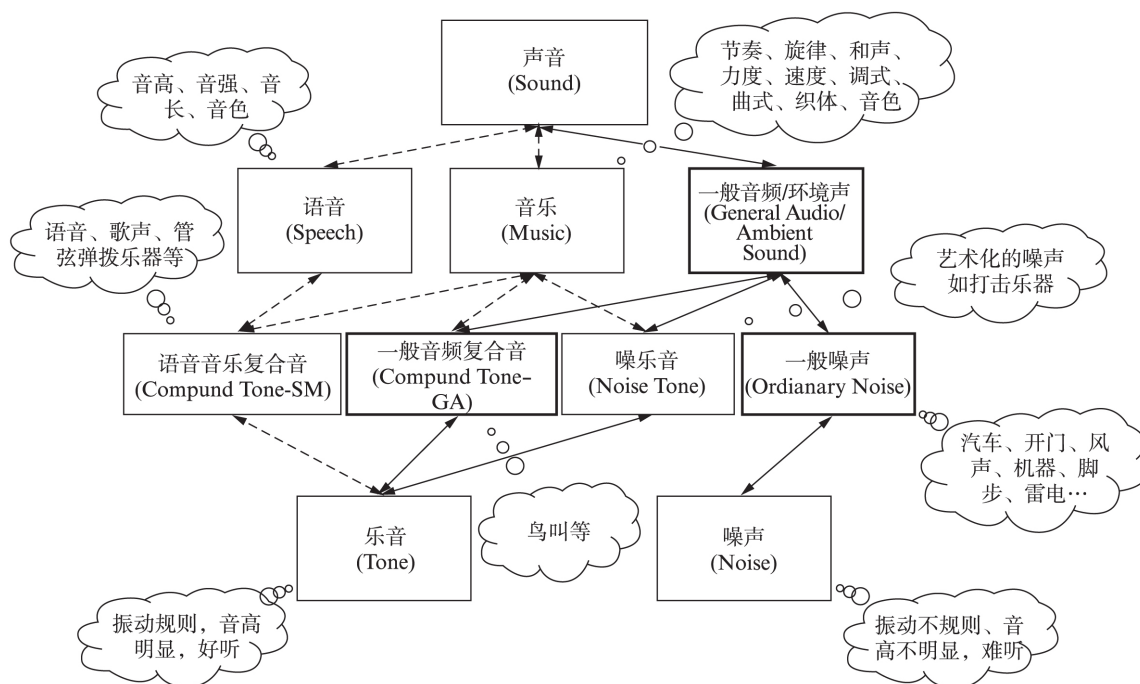 声音
(Sound)
音高、音强、音
长、音色
节奏、旋律、和声、
力度、速度、调式、
曲式、织体、音色
语音
(Speech)
音乐
(Music)
一般音频/环境声
(General Audio/
Ambient
Sound)
语音、歌声、管
弦弹拨乐器等
艺术化的噪声
如打击乐器
语音音乐复合音
(Compund Tone-SM)
一般音频复合音
(Compund Tone-
GA)
噪乐音
(Noise Tone)
一般噪声
(Ordianary Noise)
汽车、开门、风
声、机器、脚
步、雷电…
乐音
(Tone)
鸟叫等
噪声
(Noise)
振动规则，音高
明显，好听
振动不规则、音
高不明显，难听